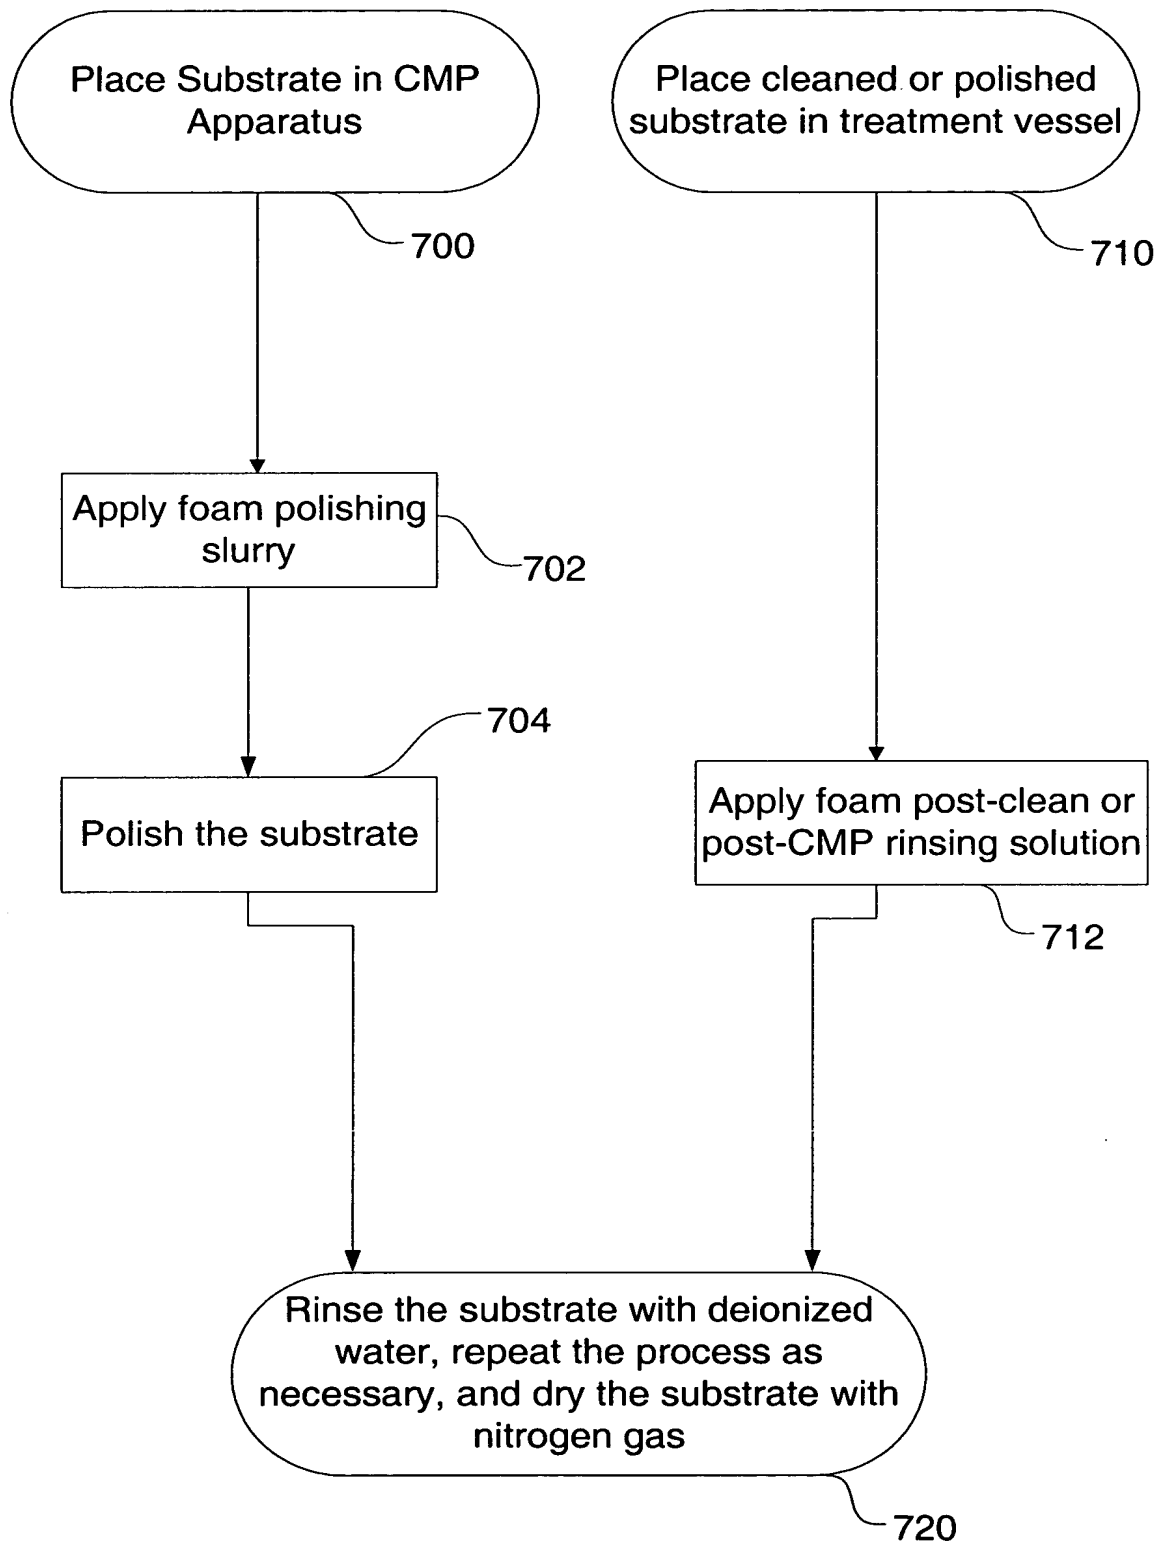 Place Substrate in CMP
Apparatus
700
Place cleaned or polished
substrate in treatment vessel
710
Apply foam polishing
slurry
702
704
Polish the substrate
Apply foam post-clean or
post-CMP rinsing solution
712
Rinse the substrate with deionized
water, repeat the process as
necessary, and dry the substrate with
nitrogen gas
720